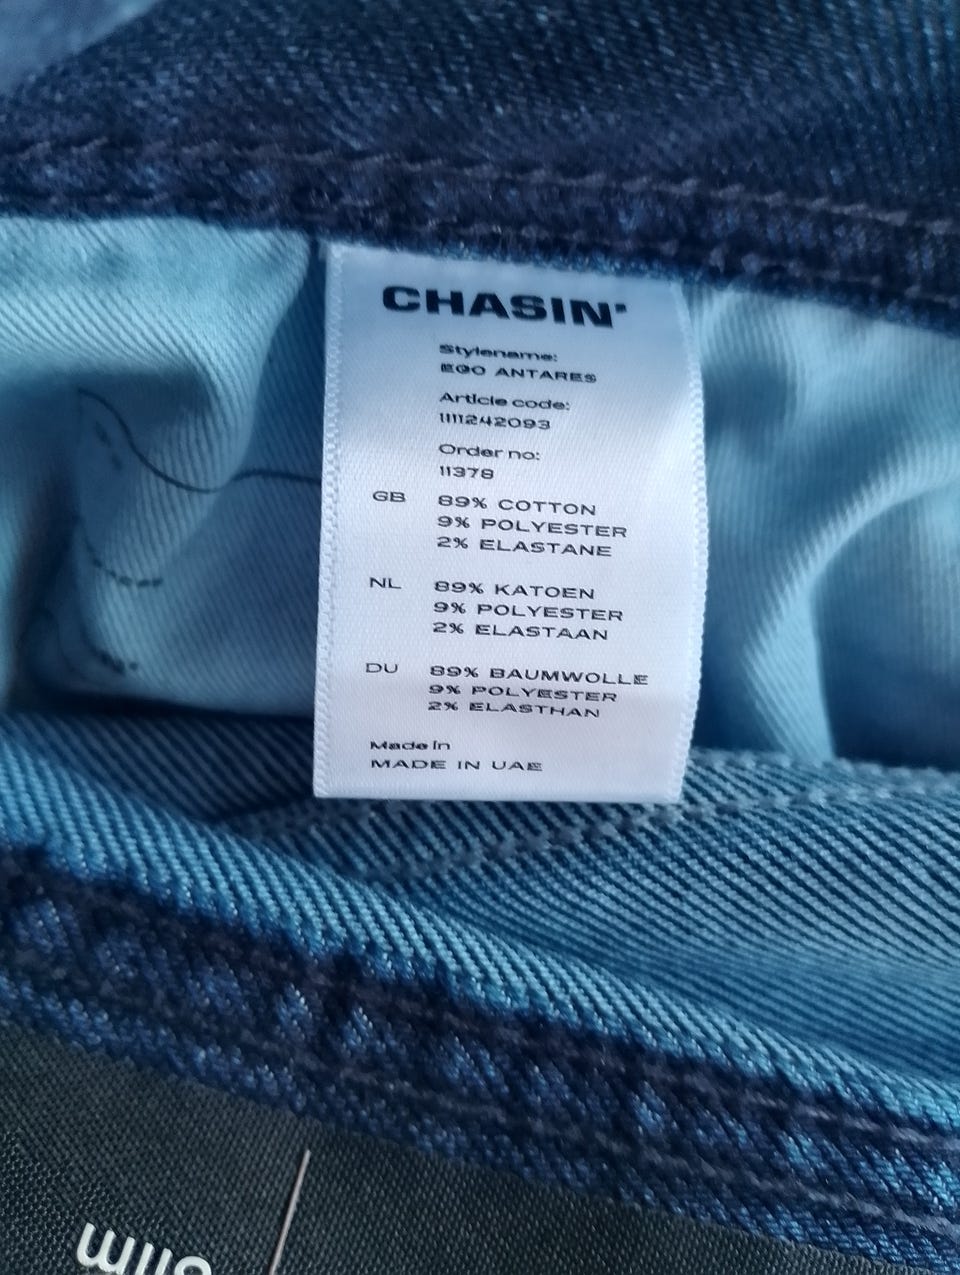 CHASIN'
Stylename:
EGO ANTARES
Article code:
1111242093
Order no:
11378
GB 89% COTTON
9% POLYESTER
2% ELASTANE
NL 89% KATOEN
9% POLYESTER
2% ELASTAAN
DU 89% BAUMWOLLE
9% POLYESTER
2% ELASTHAN
Made in
MADE IN UAE
slim